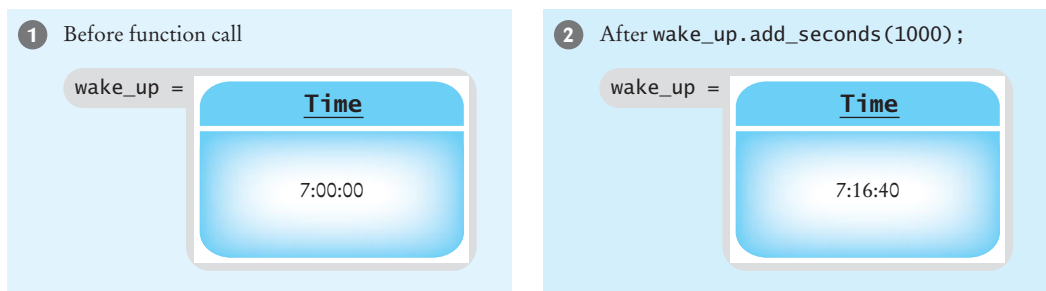 1 Before function call
wake_up =
Time
7:00:00
2 After wake_up.add_seconds(1000);
wake_up =
Time
7:16:40